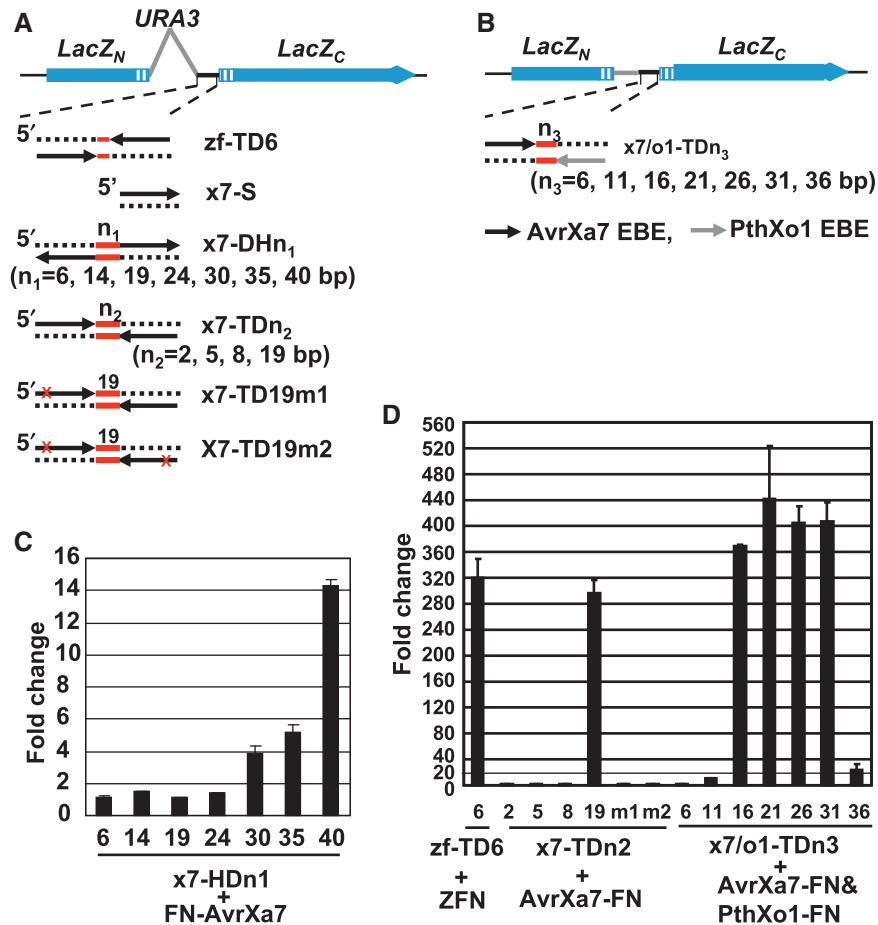 A
URA3
LacZN
LacZC
5′
zf-TD6
5’
x7-S
n1
5′
x7-DHn1
(n1=6, 14, 19, 24, 30, 35, 40 bp)
n2
5′
x7-TDn2
(n2=2, 5, 8, 19 bp)
19
5′
x
x7-TD19m1
19
5′
x
x
X7-TD19m2
B
LacZN
LacZC
n3
x7/o1-TDn3
(n3=6, 11, 16, 21, 26, 31, 36 bp)
AvrXa7 EBE,
PthXo1 EBE
C
Fold change
16
14
12
10
8
6
4
2
0
6 14 19 24 30 35 40
x7-HDn1
+
FN-AvrXa7
D
Fold change
560
520
480
440
400
360
320
280
240
200
160
120
80
40
20
0
6 2 5 8 19 m1 m2 6 11 16 21 26 31 36
zf-TD6
+
ZFN
x7-TDn2
+
AvrXa7-FN
x7/o1-TDn3
+
AvrXa7-FN&
PthXo1-FN